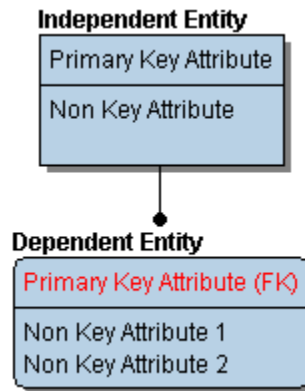 Independent Entity
Primary Key Attribute
Non Key Attribute
Dependent Entity
Primary Key Attribute (FK)
Non Key Attribute 1
Non Key Attribute 2